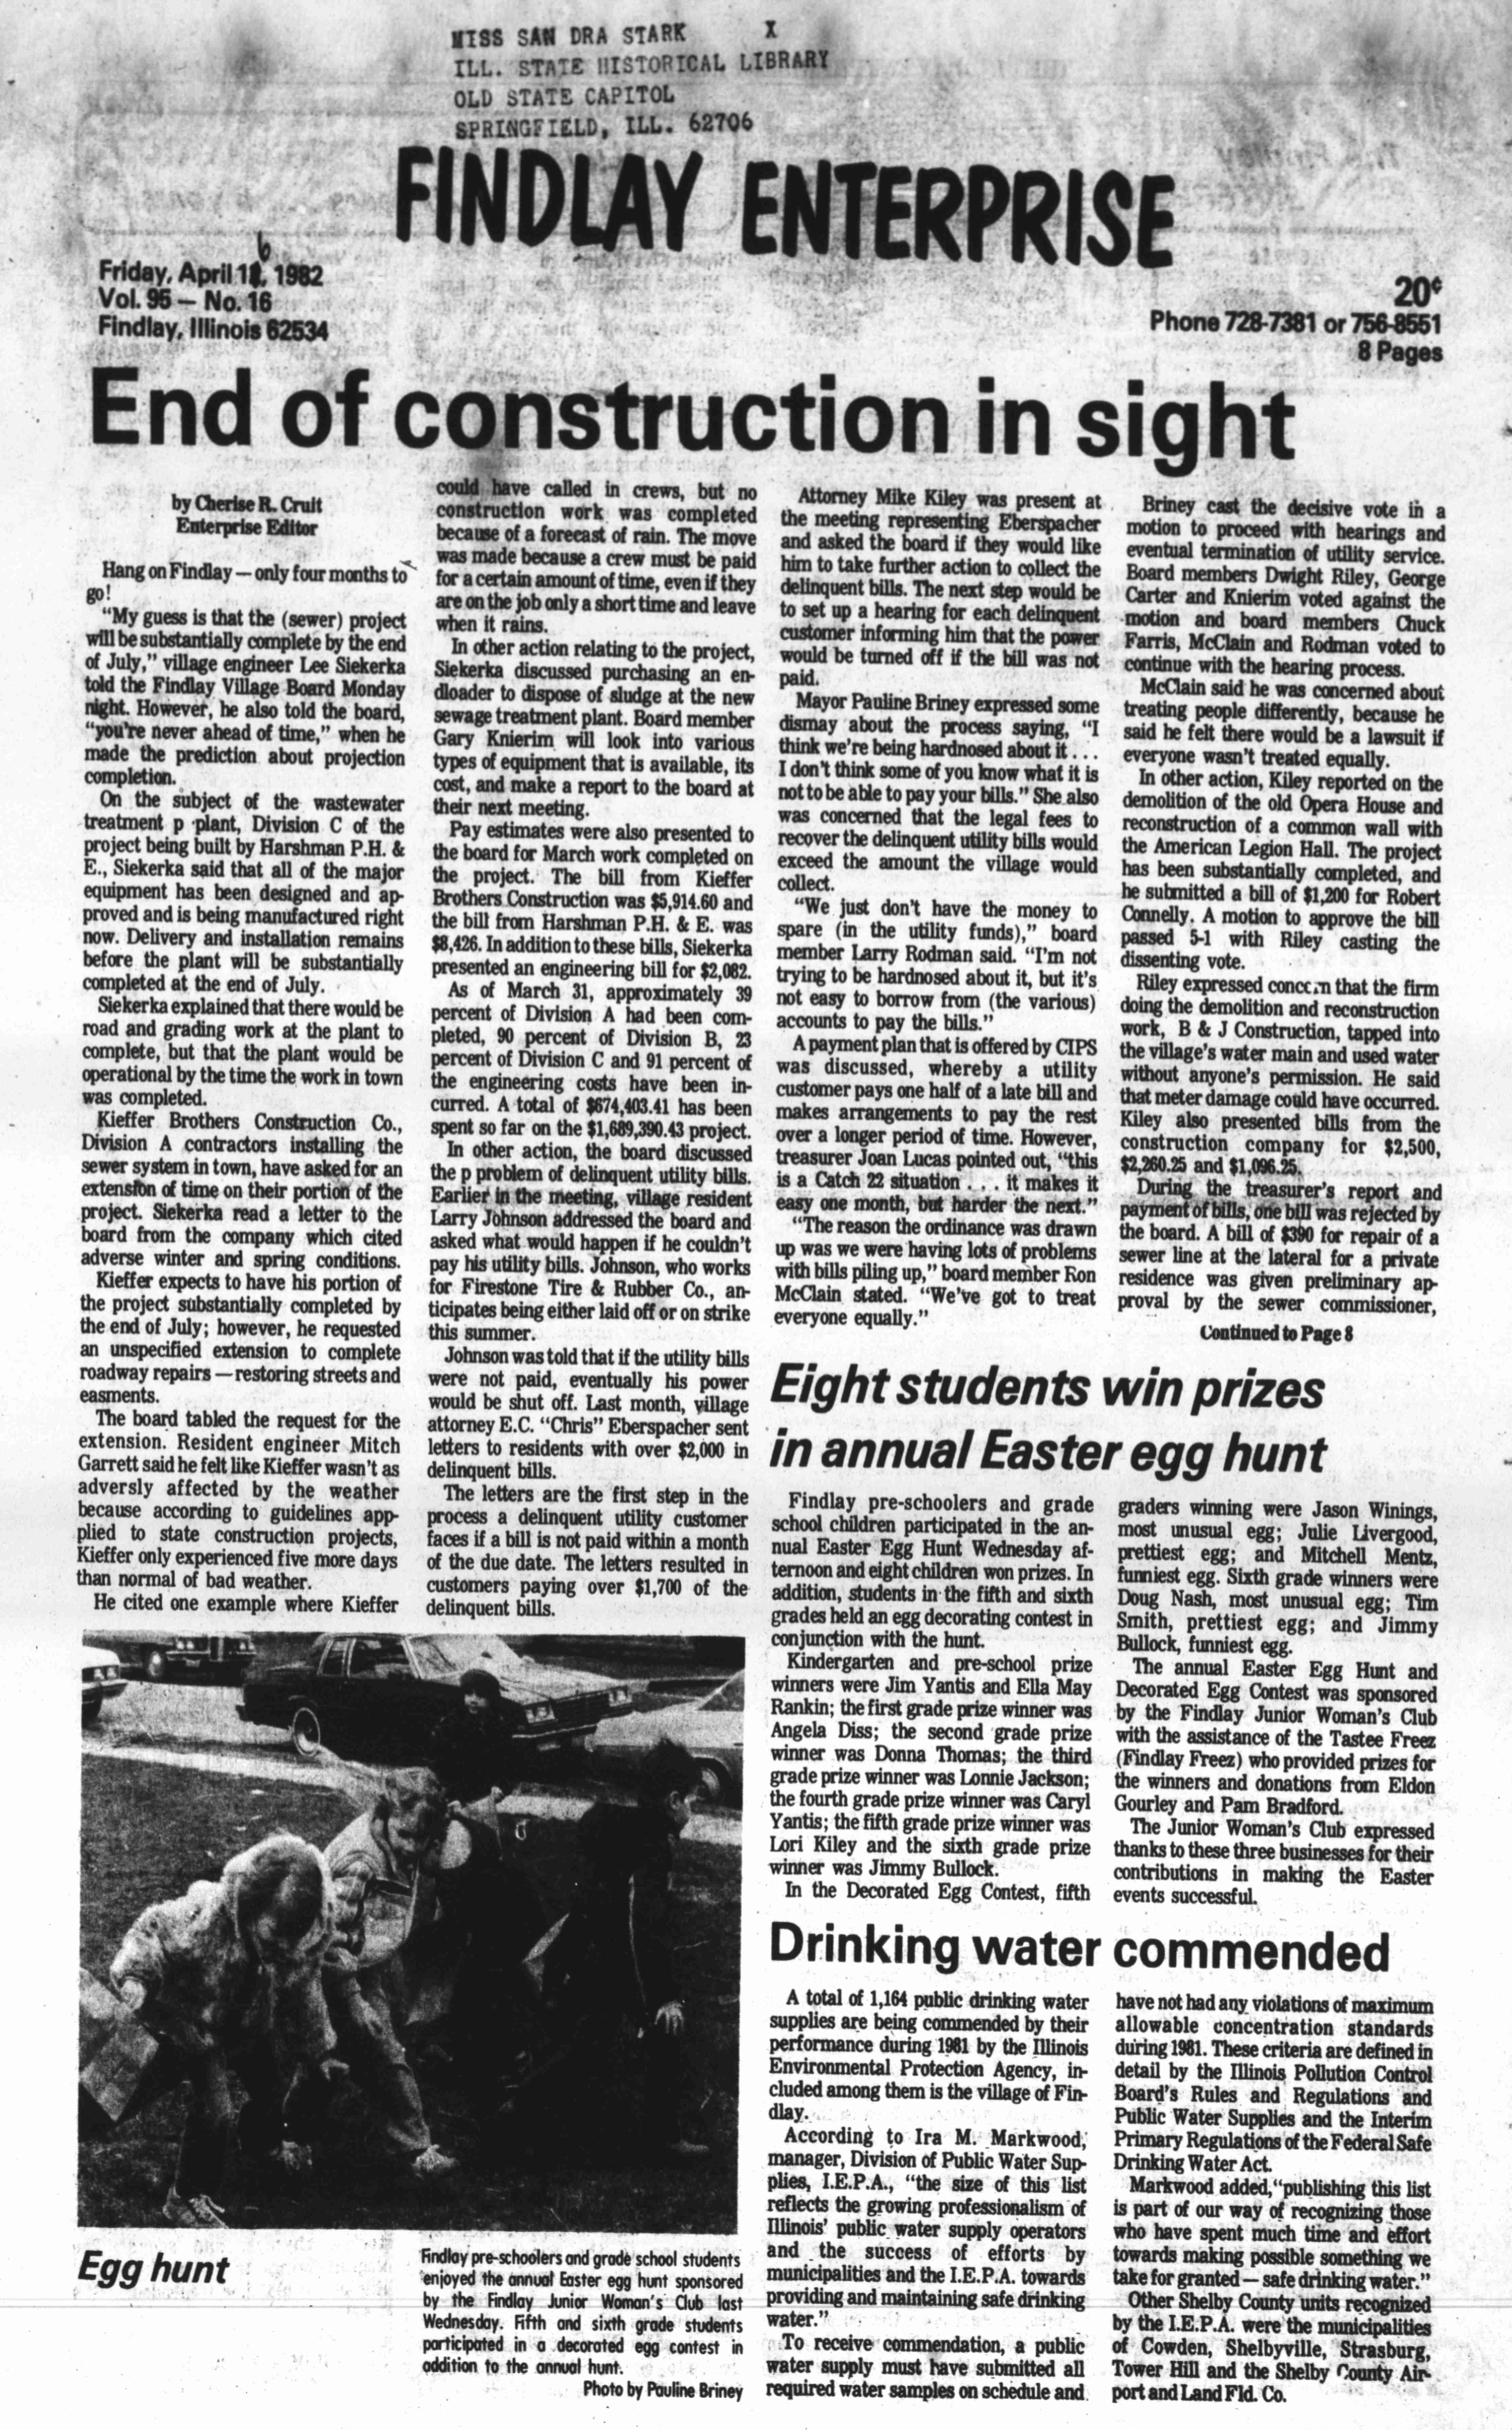 MISS SAN DRA STARK X
ILL. STATE HISTORICAL LIBRARY
OLD STATE CAPITOL
SPRINGFIELD, ILL. 62706
FINDLAY ENTERPRISE
6
Friday, April 1, 1982
Vol. 95 — No. 16
Findlay, Illinois 62534
20¢
Phone 728-7381 or 756-8551
8 Pages
End of construction in sight
by Cherise R. Cruit
Enterprise Editor
Hang on Findlay — only four months to
go!
“My guess is that the (sewer) project
will be substantially complete by the end
of July,” village engineer Lee Siekerka
told the Findlay Village Board Monday
night. However, he also told the board,
“you're never ahead of time,” when he
made the prediction about projection
completion.
On the subject of the wastewater
treatment p plant, Division C of the
project being built by Harshman P.H. &
E., Siekerka said that all of the major
equipment has been designed and ap-
proved and is being manufactured right
now. Delivery and installation remains
before the plant will be substantially
completed at the end of July.
Siekerka explained that there would be
road and grading work at the plant to
complete, but that the plant would be
operational by the time the work in town
was completed.
Kieffer Brothers Construction Co.,
Division A contractors installing the
sewer system in town, have asked for an
extension of time on their portion of the
project. Siekerka read a letter to the
board from the company which cited
adverse winter and spring conditions.
Kieffer expects to have his portion of
the project substantially completed by
the end of July; however, he requested
an unspecified extension to complete
roadway repairs — restoring streets and
easments.
The board tabled the request for the
extension. Resident engineer Mitch
Garrett said he felt like Kieffer wasn't as
adversly affected by the weather
because according to guidelines app-
plied to state construction projects,
Kieffer only experienced five more days
than normal of bad weather.
He cited one example where Kieffer
could have called in crews, but no
construction work was completed
because of a forecast of rain. The move
was made because a crew must be paid
for a certain amount of time, even if they
are on the job only a short time and leave
when it rains.
In other action relating to the project,
Siekerka discussed purchasing an en-
dloader to dispose of sludge at the new
sewage treatment plant. Board member
Gary Knierim will look into various
types of equipment that is available, its
cost, and make a report to the board at
their next meeting.
Pay estimates were also presented to
the board for March work completed on
the project. The bill from Kieffer
Brothers Construction was $5,914.60 and
the bill from Harshman P.H. & E. was
$8,426. In addition to these bills, Siekerka
presented an engineering bill for $2,082.
As of March 31, approximately 39
percent of Division A had been com-
pleted, 90 percent of Division B, 23
percent of Division C and 91 percent of
the engineering costs have been in-
curred. A total of $674,403.41 has been
spent so far on the $1,689,390.43 project.
In other action, the board discussed
the p problem of delinquent utility bills.
Earlier in the meeting, village resident
Larry Johnson addressed the board and
asked what would happen if he couldn't
pay his utility bills. Johnson, who works
for Firestone Tire & Rubber Co., an-
ticipates being either laid off or on strike
this summer.
Johnson was told that if the utility bills
were not paid, eventually his power
would be shut off. Last month, village
attorney E.C. “Chris” Eberspacher sent
letters to residents with over $2,000 in
delinquent bills.
The letters are the first step in the
process a delinquent utility customer
faces if a bill is not paid within a month
of the due date. The letters resulted in
customers paying over $1,700 of the
delinquent bills.
Attorney Mike Kiley was present at
the meeting representing Eberspacher
and asked the board if they would like
him to take further action to collect the
delinquent bills. The next step would be
to set up a hearing for each delinquent
customer informing him that the power
would be turned off if the bill was not
paid.
Mayor Pauline Briney expressed some
dismay about the process saying, “I
think we're being hardnosed about it . . .
I don't think some of you know what it is
not to be able to pay your bills.” She also
was concerned that the legal fees to
recover the delinquent utility bills would
exceed the amount the village would
collect.
“We just don't have the money to
spare (in the utility funds),” board
member Larry Rodman said. “I'm not
trying to be hardnosed about it, but it's
not easy to borrow from (the various)
accounts to pay the bills.”
A payment plan that is offered by CIPS
was discussed, whereby a utility
customer pays one half of a late bill and
makes arrangements to pay the rest
over a longer period of time. However,
treasurer Joan Lucas pointed out, “this
is a Catch 22 situation . . . it makes it
easy one month, but harder the next.”
“The reason the ordinance was drawn
up was we were having lots of problems
with bills piling up,” board member Ron
McClain stated. “We've got to treat
everyone equally.”
Briney cast the decisive vote in a
motion to proceed with hearings and
eventual termination of utility service.
Board members Dwight Riley, George
Carter and Knierim voted against the
motion and board members Chuck
Farris, McClain and Rodman voted to
continue with the hearing process.
McClain said he was concerned about
treating people differently, because he
said he felt there would be a lawsuit if
everyone wasn't treated equally.
In other action, Kiley reported on the
demolition of the old Opera House and
reconstruction of a common wall with
the American Legion Hall. The project
has been substantially completed, and
he submitted a bill of $1,200 for Robert
Connelly. A motion to approve the bill
passed 5-1 with Riley casting the
dissenting vote.
Riley expressed concern that the firm
doing the demolition and reconstruction
work, B & J Construction, tapped into
the village's water main and used water
without anyone's permission. He said
that meter damage could have occurred.
Kiley also presented bills from the
construction company for $2,500,
$2,260.25 and $1,096.25.
During the treasurer's report and
payment of bills, one bill was rejected by
the board. A bill of $390 for repair of a
sewer line at the lateral for a private
residence was given preliminary ap-
proval by the sewer commissioner,
Continued to Page 8
Eight students win prizes
in annual Easter egg hunt
Findlay pre-schoolers and grade
school children participated in the an-
nual Easter Egg Hunt Wednesday af-
ternoon and eight children won prizes. In
addition, students in the fifth and sixth
grades held an egg decorating contest in
conjunction with the hunt.
Kindergarten and pre-school prize
winners were Jim Yantis and Ella May
Rankin; the first grade prize winner was
Angela Diss; the second grade prize
winner was Donna Thomas; the third
grade prize winner was Lonnie Jackson;
the fourth grade prize winner was Caryl
Yantis; the fifth grade prize winner was
Lori Kiley and the sixth grade prize
winner was Jimmy Bullock.
In the Decorated Egg Contest, fifth
graders winning were Jason Winings,
most unusual egg; Julie Livergood,
prettiest egg; and Mitchell Mentz,
funniest egg. Sixth grade winners were
Doug Nash, most unusual egg; Tim
Smith, prettiest egg; and Jimmy
Bullock, funniest egg.
The annual Easter Egg Hunt and
Decorated Egg Contest was sponsored
by the Findlay Junior Woman's Club
with the assistance of the Tastee Freez
(Findlay Freez) who provided prizes for
the winners and donations from Eldon
Gourley and Pam Bradford.
The Junior Woman's Club expressed
thanks to these three businesses for their
contributions in making the Easter
events successful.
Egg hunt
Findlay pre-schoolers and grade school students
enjoyed the annual Easter egg hunt sponsored
by the Findlay Junior Woman's Club last
Wednesday. Fifth and sixth grade students
participated in a decorated egg contest in
addition to the annual hunt.
Photo by Pauline Briney
Drinking water commended
A total of 1,164 public drinking water
supplies are being commended by their
performance during 1981 by the Illinois
Environmental Protection Agency, in-
cluded among them is the village of Fin-
dlay.
According to Ira M. Markwood,
manager, Division of Public Water Sup-
plies, I.E.P.A., “the size of this list
reflects the growing professionalism of
Illinois' public water supply operators
and the success of efforts by
municipalities and the I.E.P.A. towards
providing and maintaining safe drinking
water.”
To receive commendation, a public
water supply must have submitted all
required water samples on schedule and
have not had any violations of maximum
allowable concentration standards
during 1981. These criteria are defined in
detail by the Illinois Pollution Control
Board's Rules and Regulations and
Public Water Supplies and the Interim
Primary Regulations of the Federal Safe
Drinking Water Act.
Markwood added, “publishing this list
is part of our way of recognizing those
who have spent much time and effort
towards making possible something we
take for granted — safe drinking water.”
Other Shelby County units recognized
by the I.E.P.A. were the municipalities
of Cowden, Shelbyville, Strasburg,
Tower Hill and the Shelby County Air-
port and Land Fld. Co.